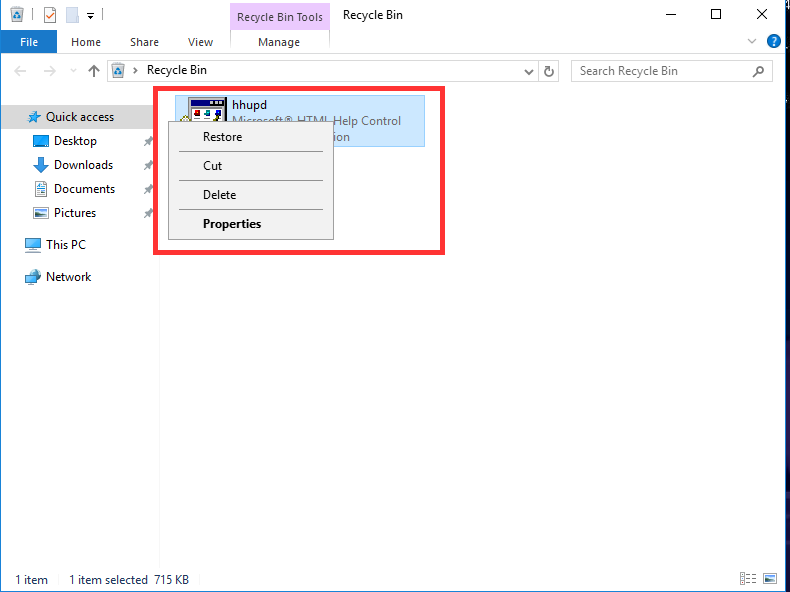 Recycle Bin Tools
Recycle Bin
File
Home
Share
View
Manage
Recycle Bin
Search Recycle Bin
Quick access
Desktop
Downloads
Documents
Pictures
This PC
Network
hhupd
Microsoft® HTML Help Control
Restore
Cut
Delete
Properties
1 item
1 item selected 715 KB